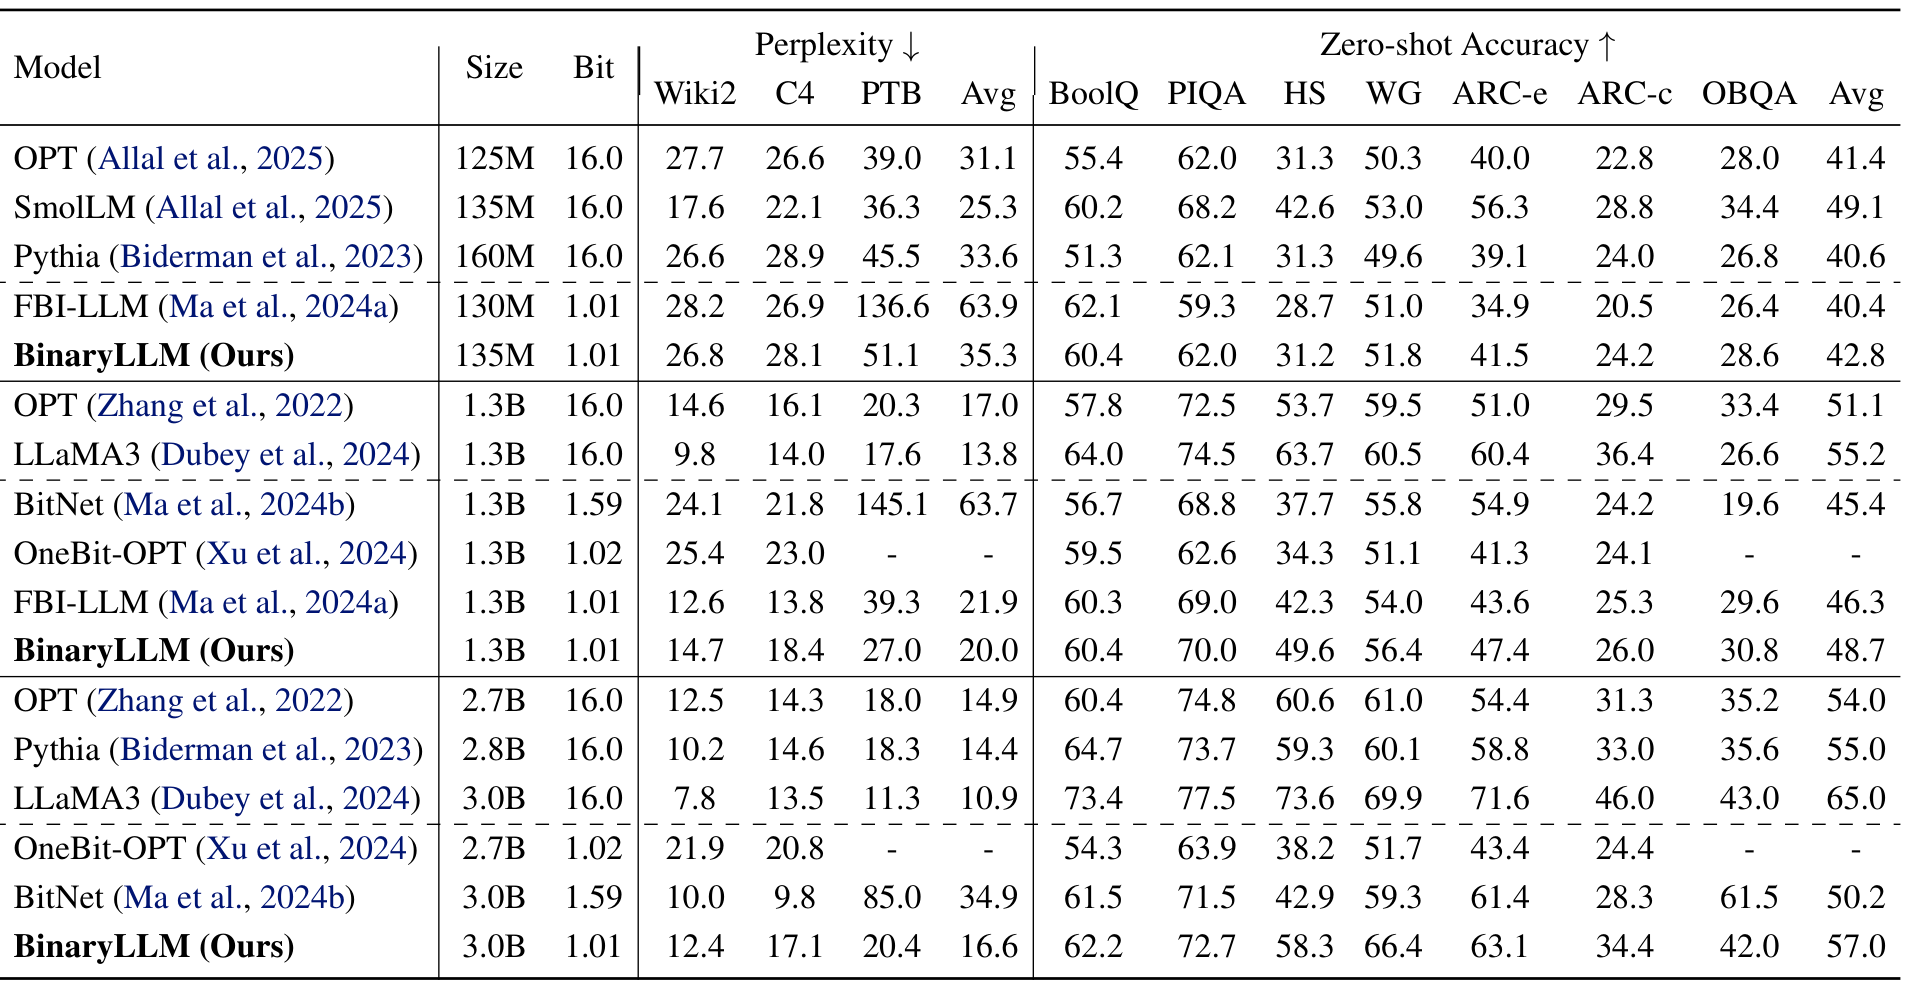 Model Size Bit Perplexity ↓ Zero-shot Accuracy ↑
Wiki2 C4 PTB Avg BoolQ PIQA HS WG ARC-e ARC-c OBQA Avg
OPT (Allal et al., 2025) 125M 16.0 27.7 26.6 39.0 31.1 55.4 62.0 31.3 50.3 40.0 22.8 28.0 41.4
SmolLM (Allal et al., 2025) 135M 16.0 17.6 22.1 36.3 25.3 60.2 68.2 42.6 53.0 56.3 28.8 34.4 49.1
Pythia (Biderman et al., 2023) 160M 16.0 26.6 28.9 45.5 33.6 51.3 62.1 31.3 49.6 39.1 24.0 26.8 40.6
FBI-LLM (Ma et al., 2024a) 130M 1.01 28.2 26.9 136.6 63.9 62.1 59.3 28.7 51.0 34.9 20.5 26.4 40.4
BinaryLLM (Ours) 135M 1.01 26.8 28.1 51.1 35.3 60.4 62.0 31.2 51.8 41.5 24.2 28.6 42.8
OPT (Zhang et al., 2022) 1.3B 16.0 14.6 16.1 20.3 17.0 57.8 72.5 53.7 59.5 51.0 29.5 33.4 51.1
LLaMA3 (Dubey et al., 2024) 1.3B 16.0 9.8 14.0 17.6 13.8 64.0 74.5 63.7 60.5 60.4 36.4 26.6 55.2
BitNet (Ma et al., 2024b) 1.3B 1.59 24.1 21.8 145.1 63.7 56.7 68.8 37.7 55.8 54.9 24.2 19.6 45.4
OneBit-OPT (Xu et al., 2024) 1.3B 1.02 25.4 23.0 - - 59.5 62.6 34.3 51.1 41.3 24.1 - -
FBI-LLM (Ma et al., 2024a) 1.3B 1.01 12.6 13.8 39.3 21.9 60.3 69.0 42.3 54.0 43.6 25.3 29.6 46.3
BinaryLLM (Ours) 1.3B 1.01 14.7 18.4 27.0 20.0 60.4 70.0 49.6 56.4 47.4 26.0 30.8 48.7
OPT (Zhang et al., 2022) 2.7B 16.0 12.5 14.3 18.0 14.9 60.4 74.8 60.6 61.0 54.4 31.3 35.2 54.0
Pythia (Biderman et al., 2023) 2.8B 16.0 10.2 14.6 18.3 14.4 64.7 73.7 59.3 60.1 58.8 33.0 35.6 55.0
LLaMA3 (Dubey et al., 2024) 3.0B 16.0 7.8 13.5 11.3 10.9 73.4 77.5 73.6 69.9 71.6 46.0 43.0 65.0
OneBit-OPT (Xu et al., 2024) 2.7B 1.02 21.9 20.8 - - 54.3 63.9 38.2 51.7 43.4 24.4 - -
BitNet (Ma et al., 2024b) 3.0B 1.59 10.0 9.8 85.0 34.9 61.5 71.5 42.9 59.3 61.4 28.3 61.5 50.2
BinaryLLM (Ours) 3.0B 1.01 12.4 17.1 20.4 16.6 62.2 72.7 58.3 66.4 63.1 34.4 42.0 57.0